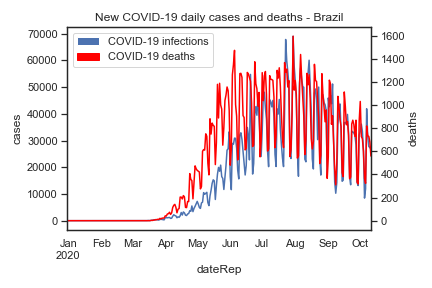 New COVID-19 daily cases and deaths - Brazil
COVID-19 infections
COVID-19 deaths
cases
70000
60000
50000
40000
30000
20000
10000
0
deaths
1600
1400
1200
1000
800
600
400
200
0
Jan Feb Mar Apr May Jun Jul Aug Sep Oct
2020
dateRep